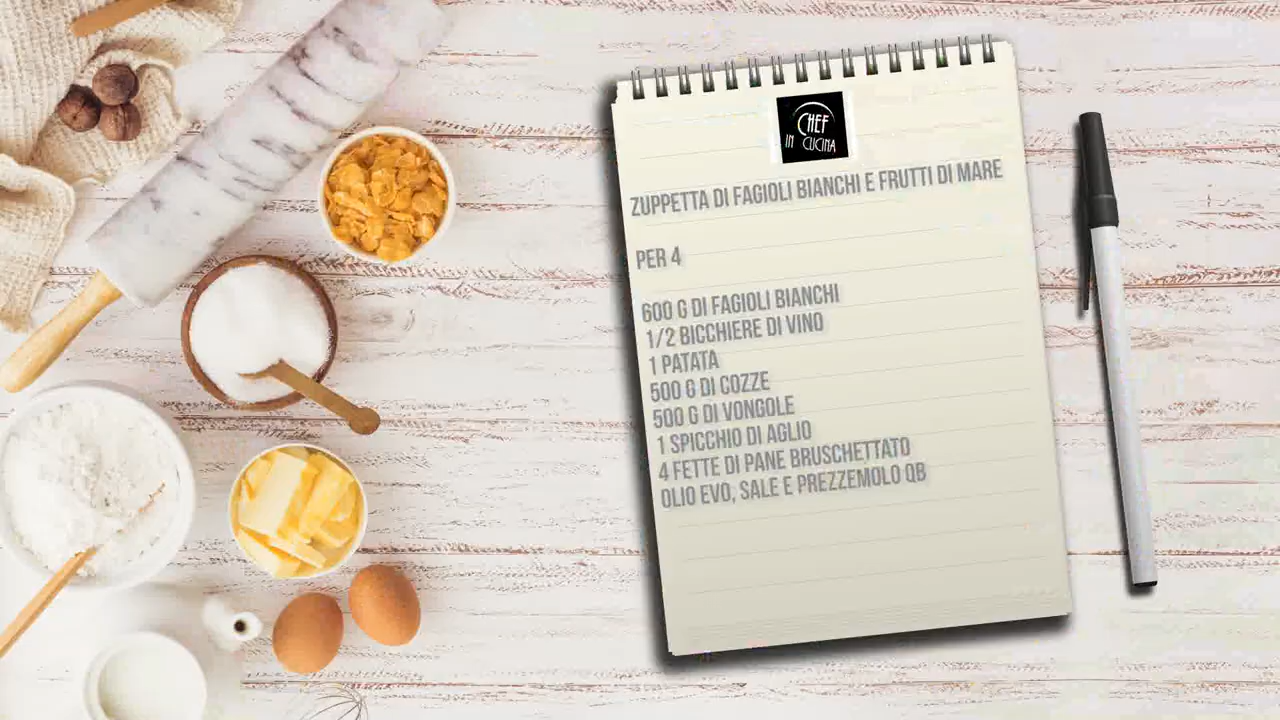 CHEF
IN CUCINA
ZUPPETTA DI FAGIOLI BIANCHI E FRUTTI DI MARE
PER 4
600 G DI FAGIOLI BIANCHI
1/2 BICCHIERE DI VINO
1 PATATA
500 G DI COZZE
500 G DI VONGOLE
1 SPICCHIO DI AGLIO
4 FETTE DI PANE BRUSCHETTATO
OLIO EVO, SALE E PREZZEMOLO QB